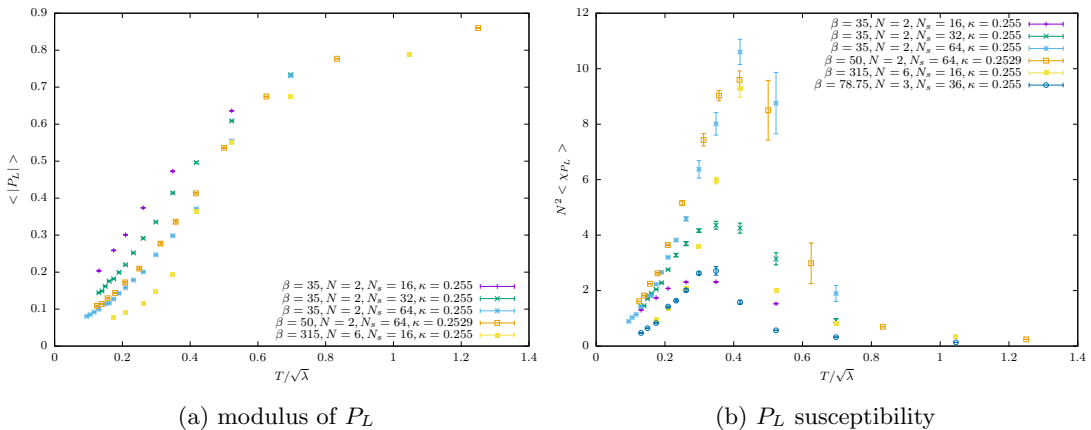 0.9
0.8
0.7
0.6
0.5
0.4
0.3
0.2
0.1
0
0 0.2 0.4 0.6 0.8 1 1.2 1.4
< |P_L| >
T/√λ
β = 35, N = 2, N_s = 16, κ = 0.255
β = 35, N = 2, N_s = 32, κ = 0.255
β = 35, N = 2, N_s = 64, κ = 0.255
β = 50, N = 2, N_s = 64, κ = 0.2529
β = 315, N = 6, N_s = 16, κ = 0.255
(a) modulus of P_L
12
10
8
6
4
2
0
0 0.2 0.4 0.6 0.8 1 1.2 1.4
N² < χ_{P_L} >
T/√λ
β = 35, N = 2, N_s = 16, κ = 0.255
β = 35, N = 2, N_s = 32, κ = 0.255
β = 35, N = 2, N_s = 64, κ = 0.255
β = 50, N = 2, N_s = 64, κ = 0.2529
β = 315, N = 6, N_s = 16, κ = 0.255
β = 78.75, N = 3, N_s = 36, κ = 0.255
(b) P_L susceptibility